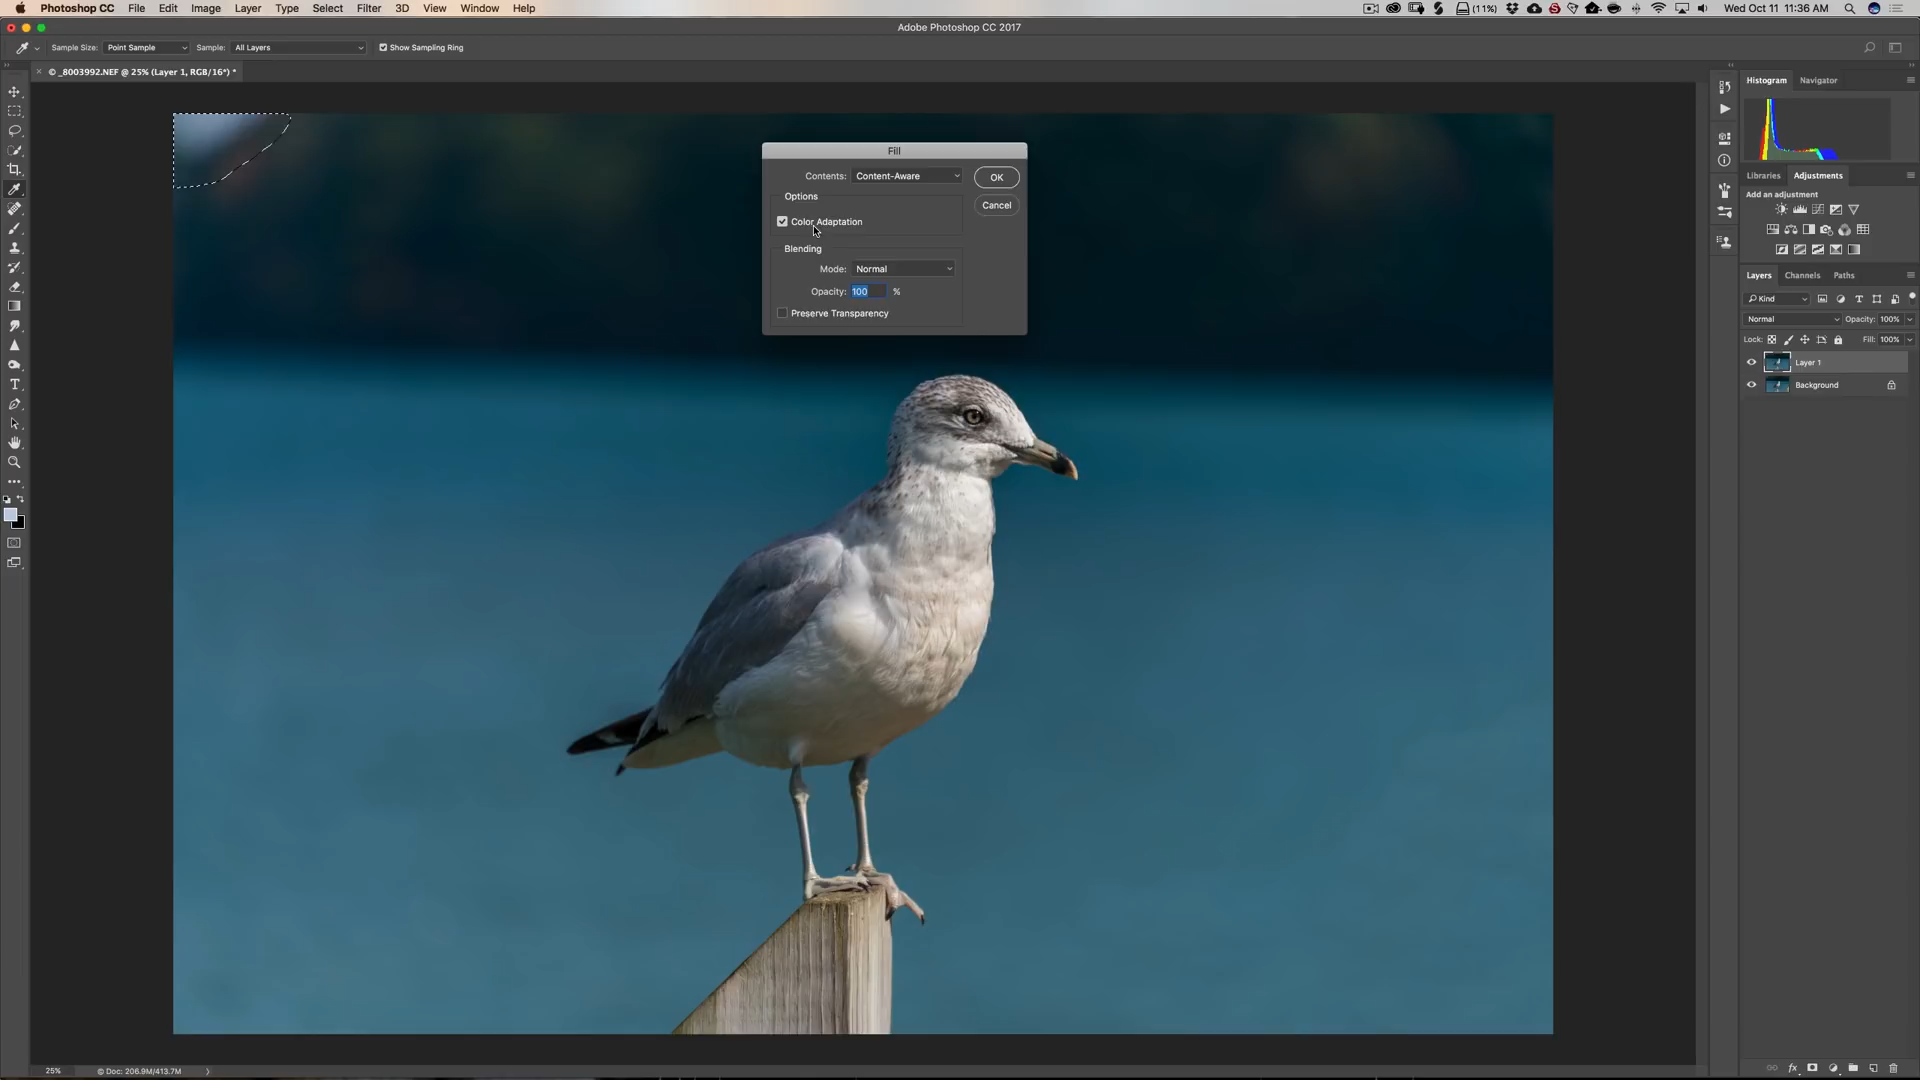 Photoshop CC File Edit Image Layer Type Select Filter 3D View Window Help (11%) Wed Oct 11 11:36 AM
Adobe Photoshop CC 2017
Sample Size: Point Sample Sample: All Layers Show Sampling Ring
© _8003992.NEF @ 25% (Layer 1, RGB/16*) *
Histogram Navigator
Fill
Contents: Content-Aware OK
Options
Cancel
Color Adaptation
Blending
Mode: Normal
Opacity: 100 %
Preserve Transparency
Libraries Adjustments
Add an adjustment
Layers Channels Paths
Kind
Normal Opacity: 100%
Lock: Fill: 100%
Layer 1
Background
25% © Doc: 206.9M/413.7M